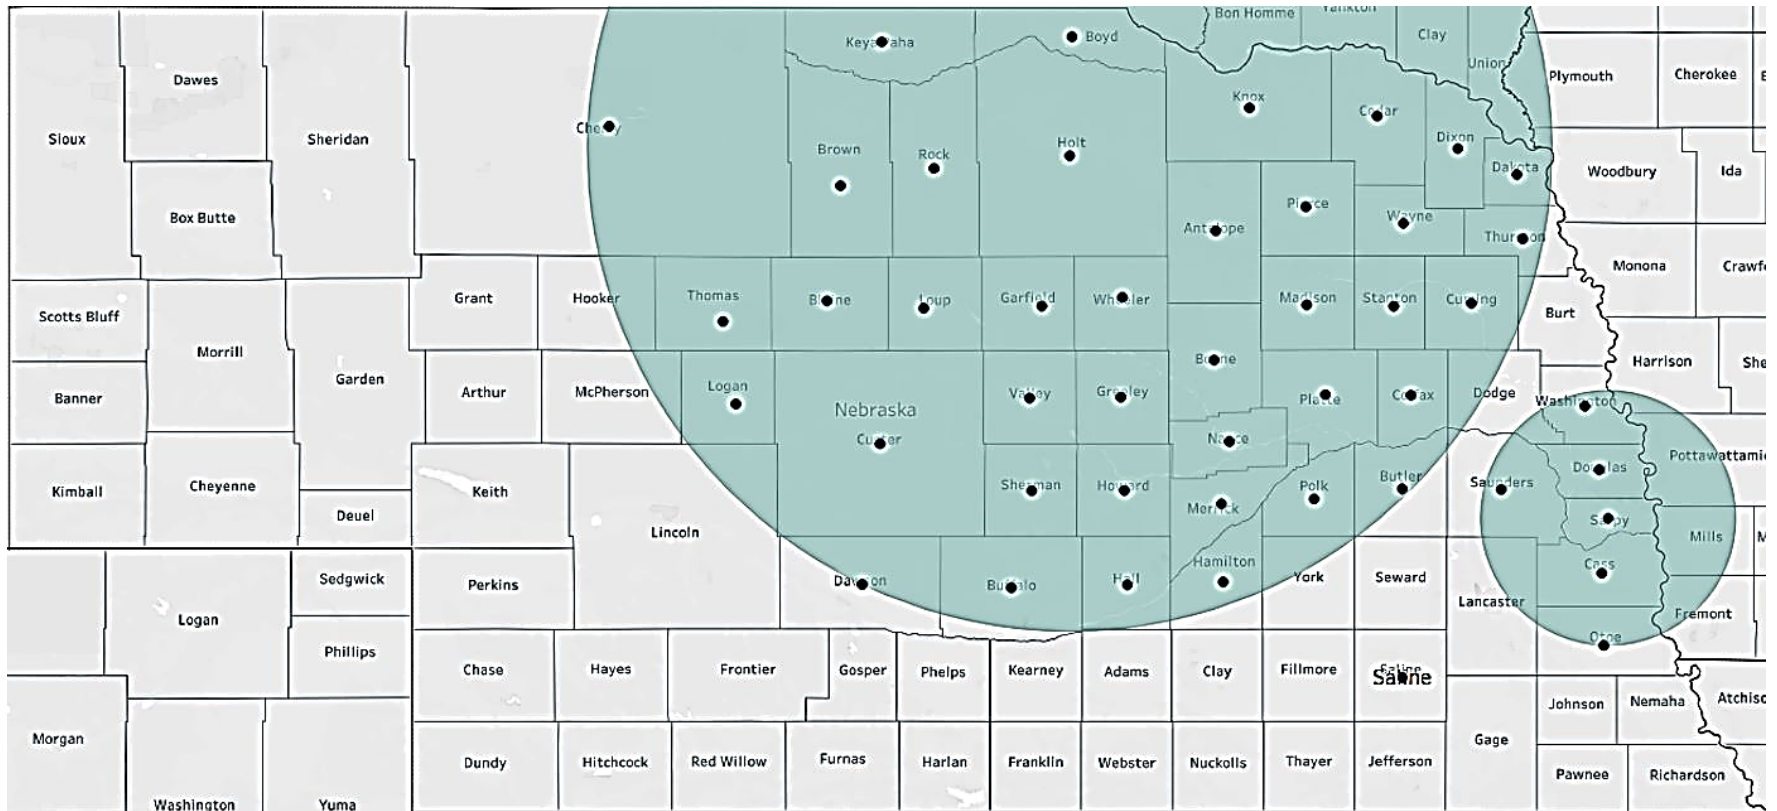 Bon Homme
Yankton
Keya Paha
Boyd
Clay
Union
Dawes
Plymouth
Cherokee
Sioux
Sheridan
Cherry
Knox
Cedar
Brown
Rock
Holt
Dixon
Dakota
Woodbury
Ida
Box Butte
Pierce
Wayne
Antelope
Thurston
Monona
Crawfo
Grant
Hooker
Thomas
Blaine
Loup
Garfield
Wheeler
Madison
Stanton
Cuming
Burt
Scotts Bluff
Morrill
Garden
Boone
Harrison
She
Banner
Arthur
McPherson
Logan
Nebraska
Custer
Valley
Greeley
Platte
Colfax
Dodge
Washington
Nance
Pottawattamie
Douglas
Kimball
Cheyenne
Keith
Sherman
Howard
Merrick
Polk
Butler
Saunders
Deuel
Lincoln
Sarpy
Mills
M
Sedgwick
Perkins
Dawson
Buffalo
Hall
Hamilton
York
Seward
Cass
Lancaster
Fremont
Logan
Phillips
Otoe
Chase
Hayes
Frontier
Gosper
Phelps
Kearney
Adams
Clay
Fillmore
Saline
Saline
Johnson
Nemaha
Atchiso
Morgan
Gage
Dundy
Hitchcock
Red Willow
Furnas
Harlan
Franklin
Webster
Nuckolls
Thayer
Jefferson
Pawnee
Richardson
Washington
Yuma